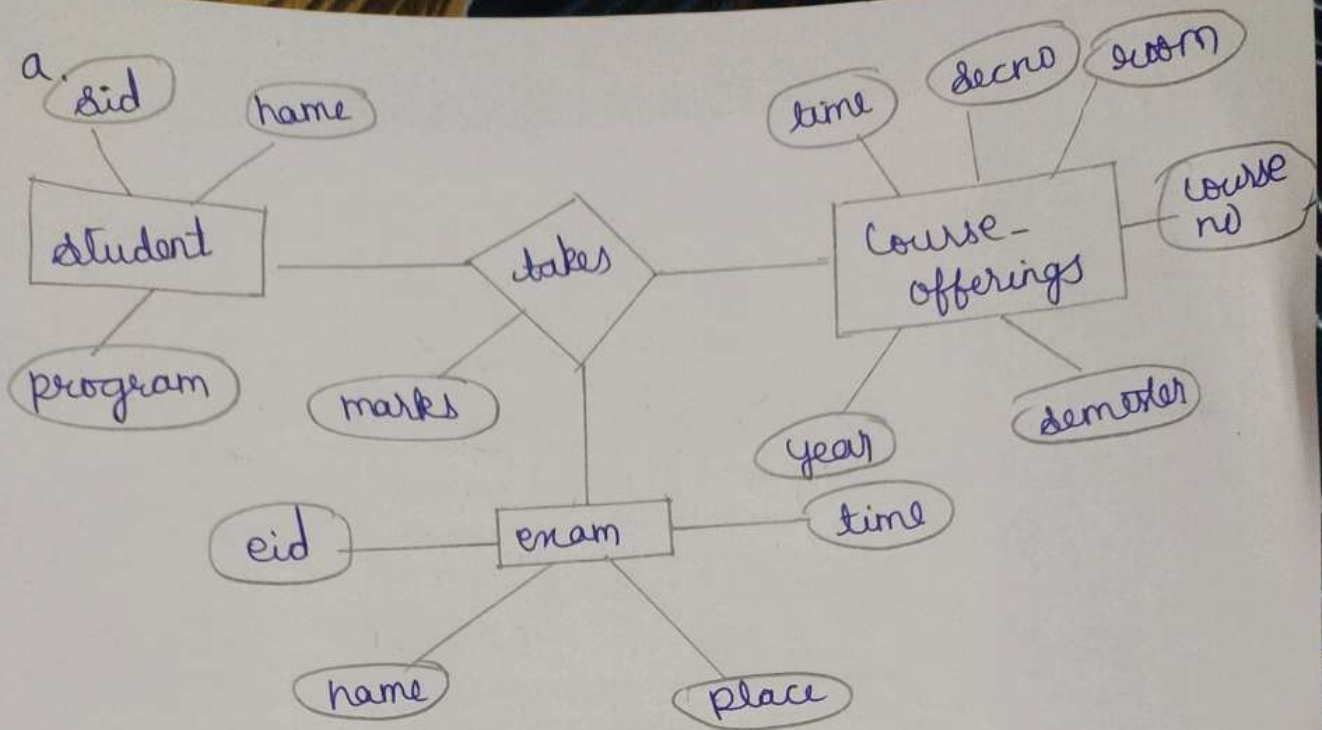 a.
sid
name
time
secno
room
student
takes
Course-
offerings
course
no
program
marks
year
semester
eid
exam
time
name
place